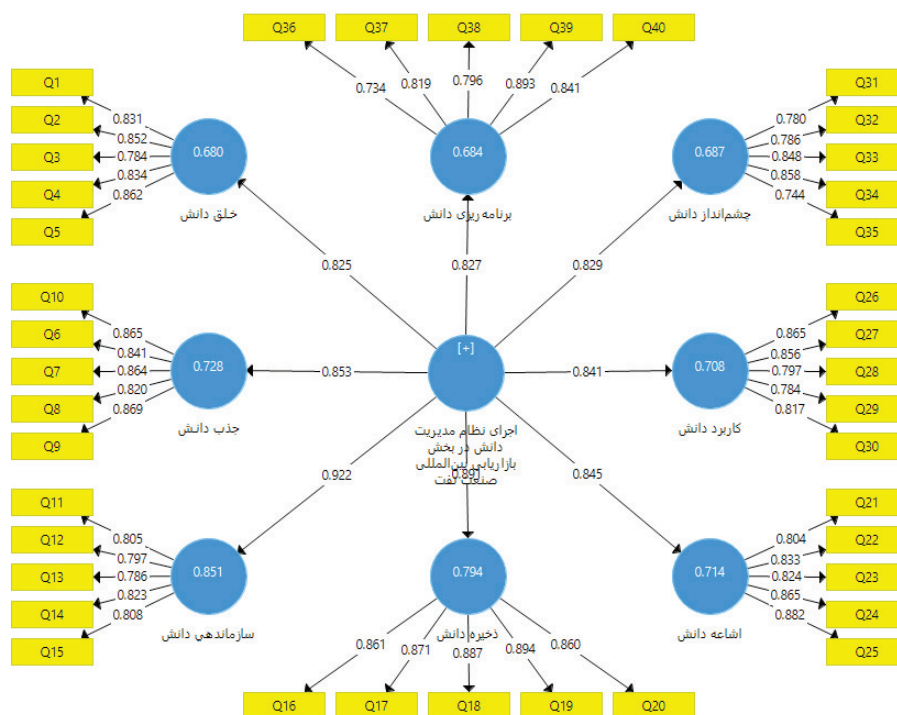 Q36
Q37
Q38
Q39
Q40
0.734
0.819
0.796
0.893
0.841
0.684
برنامه ریزی دانش
Q1
Q2
Q3
Q4
Q5
0.831
0.852
0.784
0.834
0.862
0.680
خلق دانش
Q31
Q32
Q33
Q34
Q35
0.780
0.786
0.848
0.858
0.744
0.687
چشم‌انداز دانش
0.825
0.827
0.829
Q10
Q6
Q7
Q8
Q9
0.865
0.841
0.864
0.820
0.869
0.728
جذب دانش
0.853
[+]
اجرای نظام مدیریت
دانش در بخش
بازاریابی بین‌المللی
صنعت نفت
0.841
0.708
کاربرد دانش
0.865
0.856
0.797
0.784
0.817
Q26
Q27
Q28
Q29
Q30
0.922
0.891
0.845
Q11
Q12
Q13
Q14
Q15
0.805
0.797
0.786
0.823
0.808
0.851
سازماندهي دانش
0.794
ذخیره دانش
0.714
اشاعه دانش
0.804
0.833
0.824
0.865
0.882
Q21
Q22
Q23
Q24
Q25
0.861
0.871
0.887
0.894
0.860
Q16
Q17
Q18
Q19
Q20